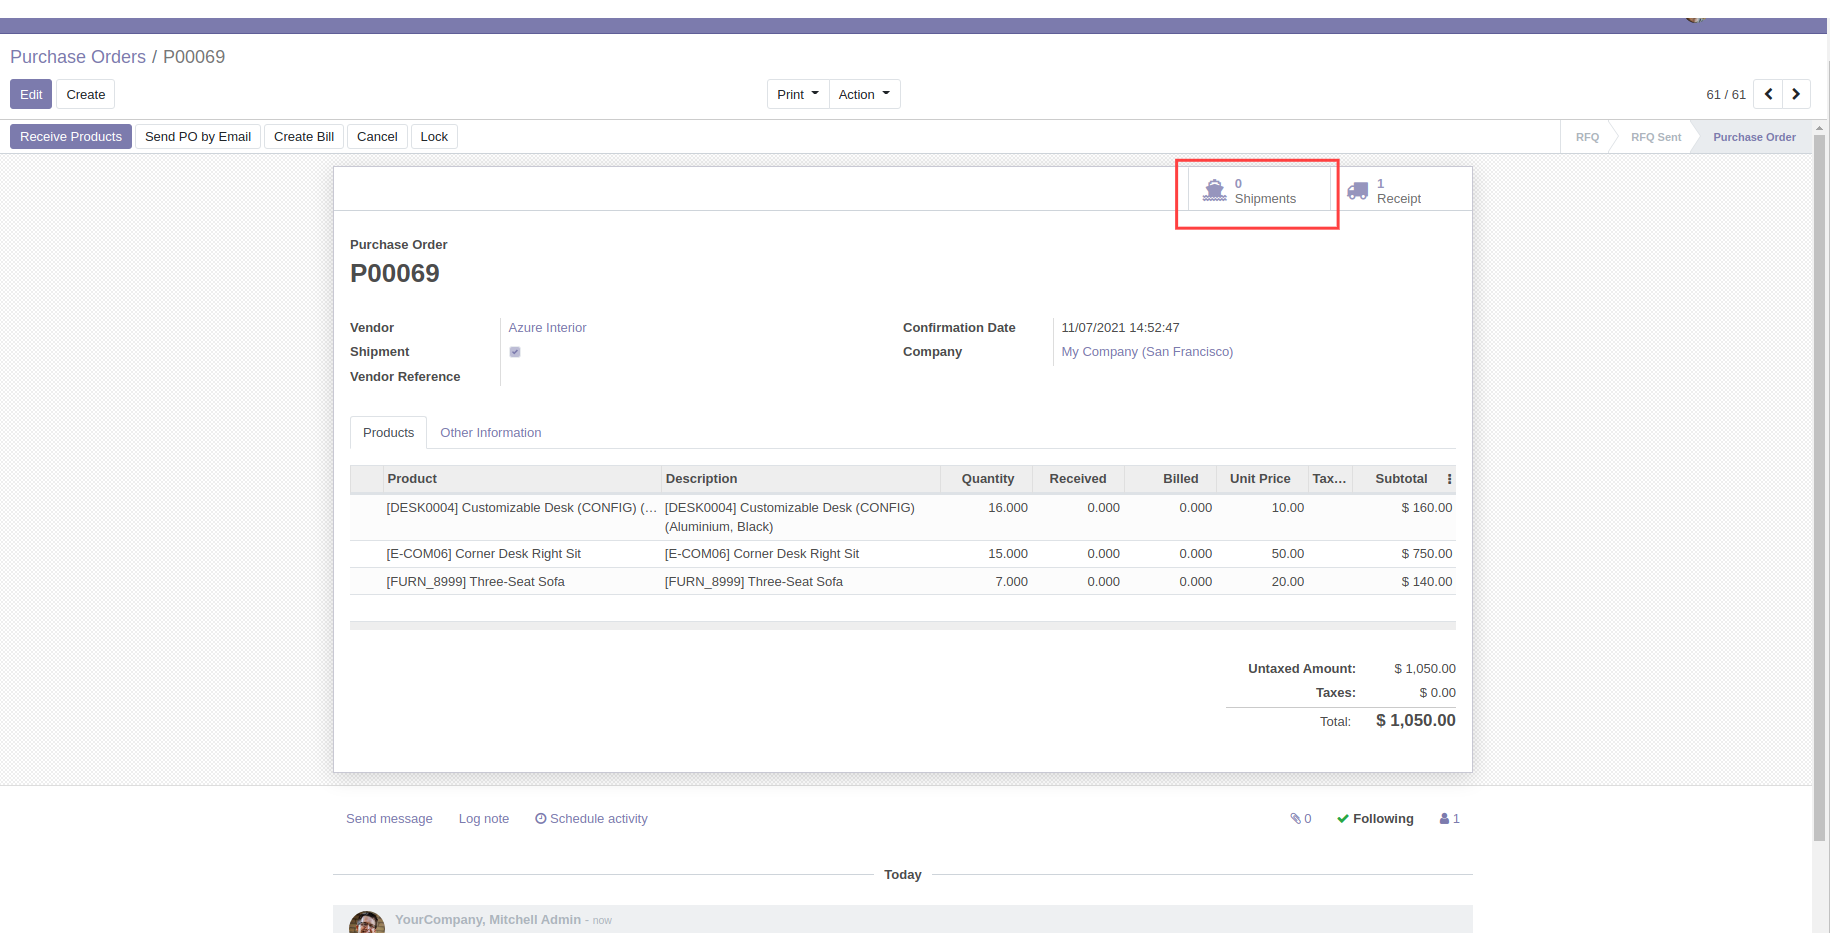 Purchase Orders / P00069
Edit Create Print Action 61 / 61
Receive Products Send PO by Email Create Bill Cancel Lock RFQ RFQ Sent Purchase Order
0 Shipments
1 Receipt
Purchase Order
P00069
Vendor Azure Interior Confirmation Date 11/07/2021 14:52:47
Shipment Company My Company (San Francisco)
Vendor Reference
Products Other Information
Product Description Quantity Received Billed Unit Price Tax... Subtotal
[DESK0004] Customizable Desk (CONFIG) (... [DESK0004] Customizable Desk (CONFIG) 16.000 0.000 0.000 10.00 $ 160.00
(Aluminium, Black)
[E-COM06] Corner Desk Right Sit [E-COM06] Corner Desk Right Sit 15.000 0.000 0.000 50.00 $ 750.00
[FURN_8999] Three-Seat Sofa [FURN_8999] Three-Seat Sofa 7.000 0.000 0.000 20.00 $ 140.00
Untaxed Amount: $ 1,050.00
Taxes: $ 0.00
Total: $ 1,050.00
Send message Log note Schedule activity 0 Following 1
Today
YourCompany, Mitchell Admin - now